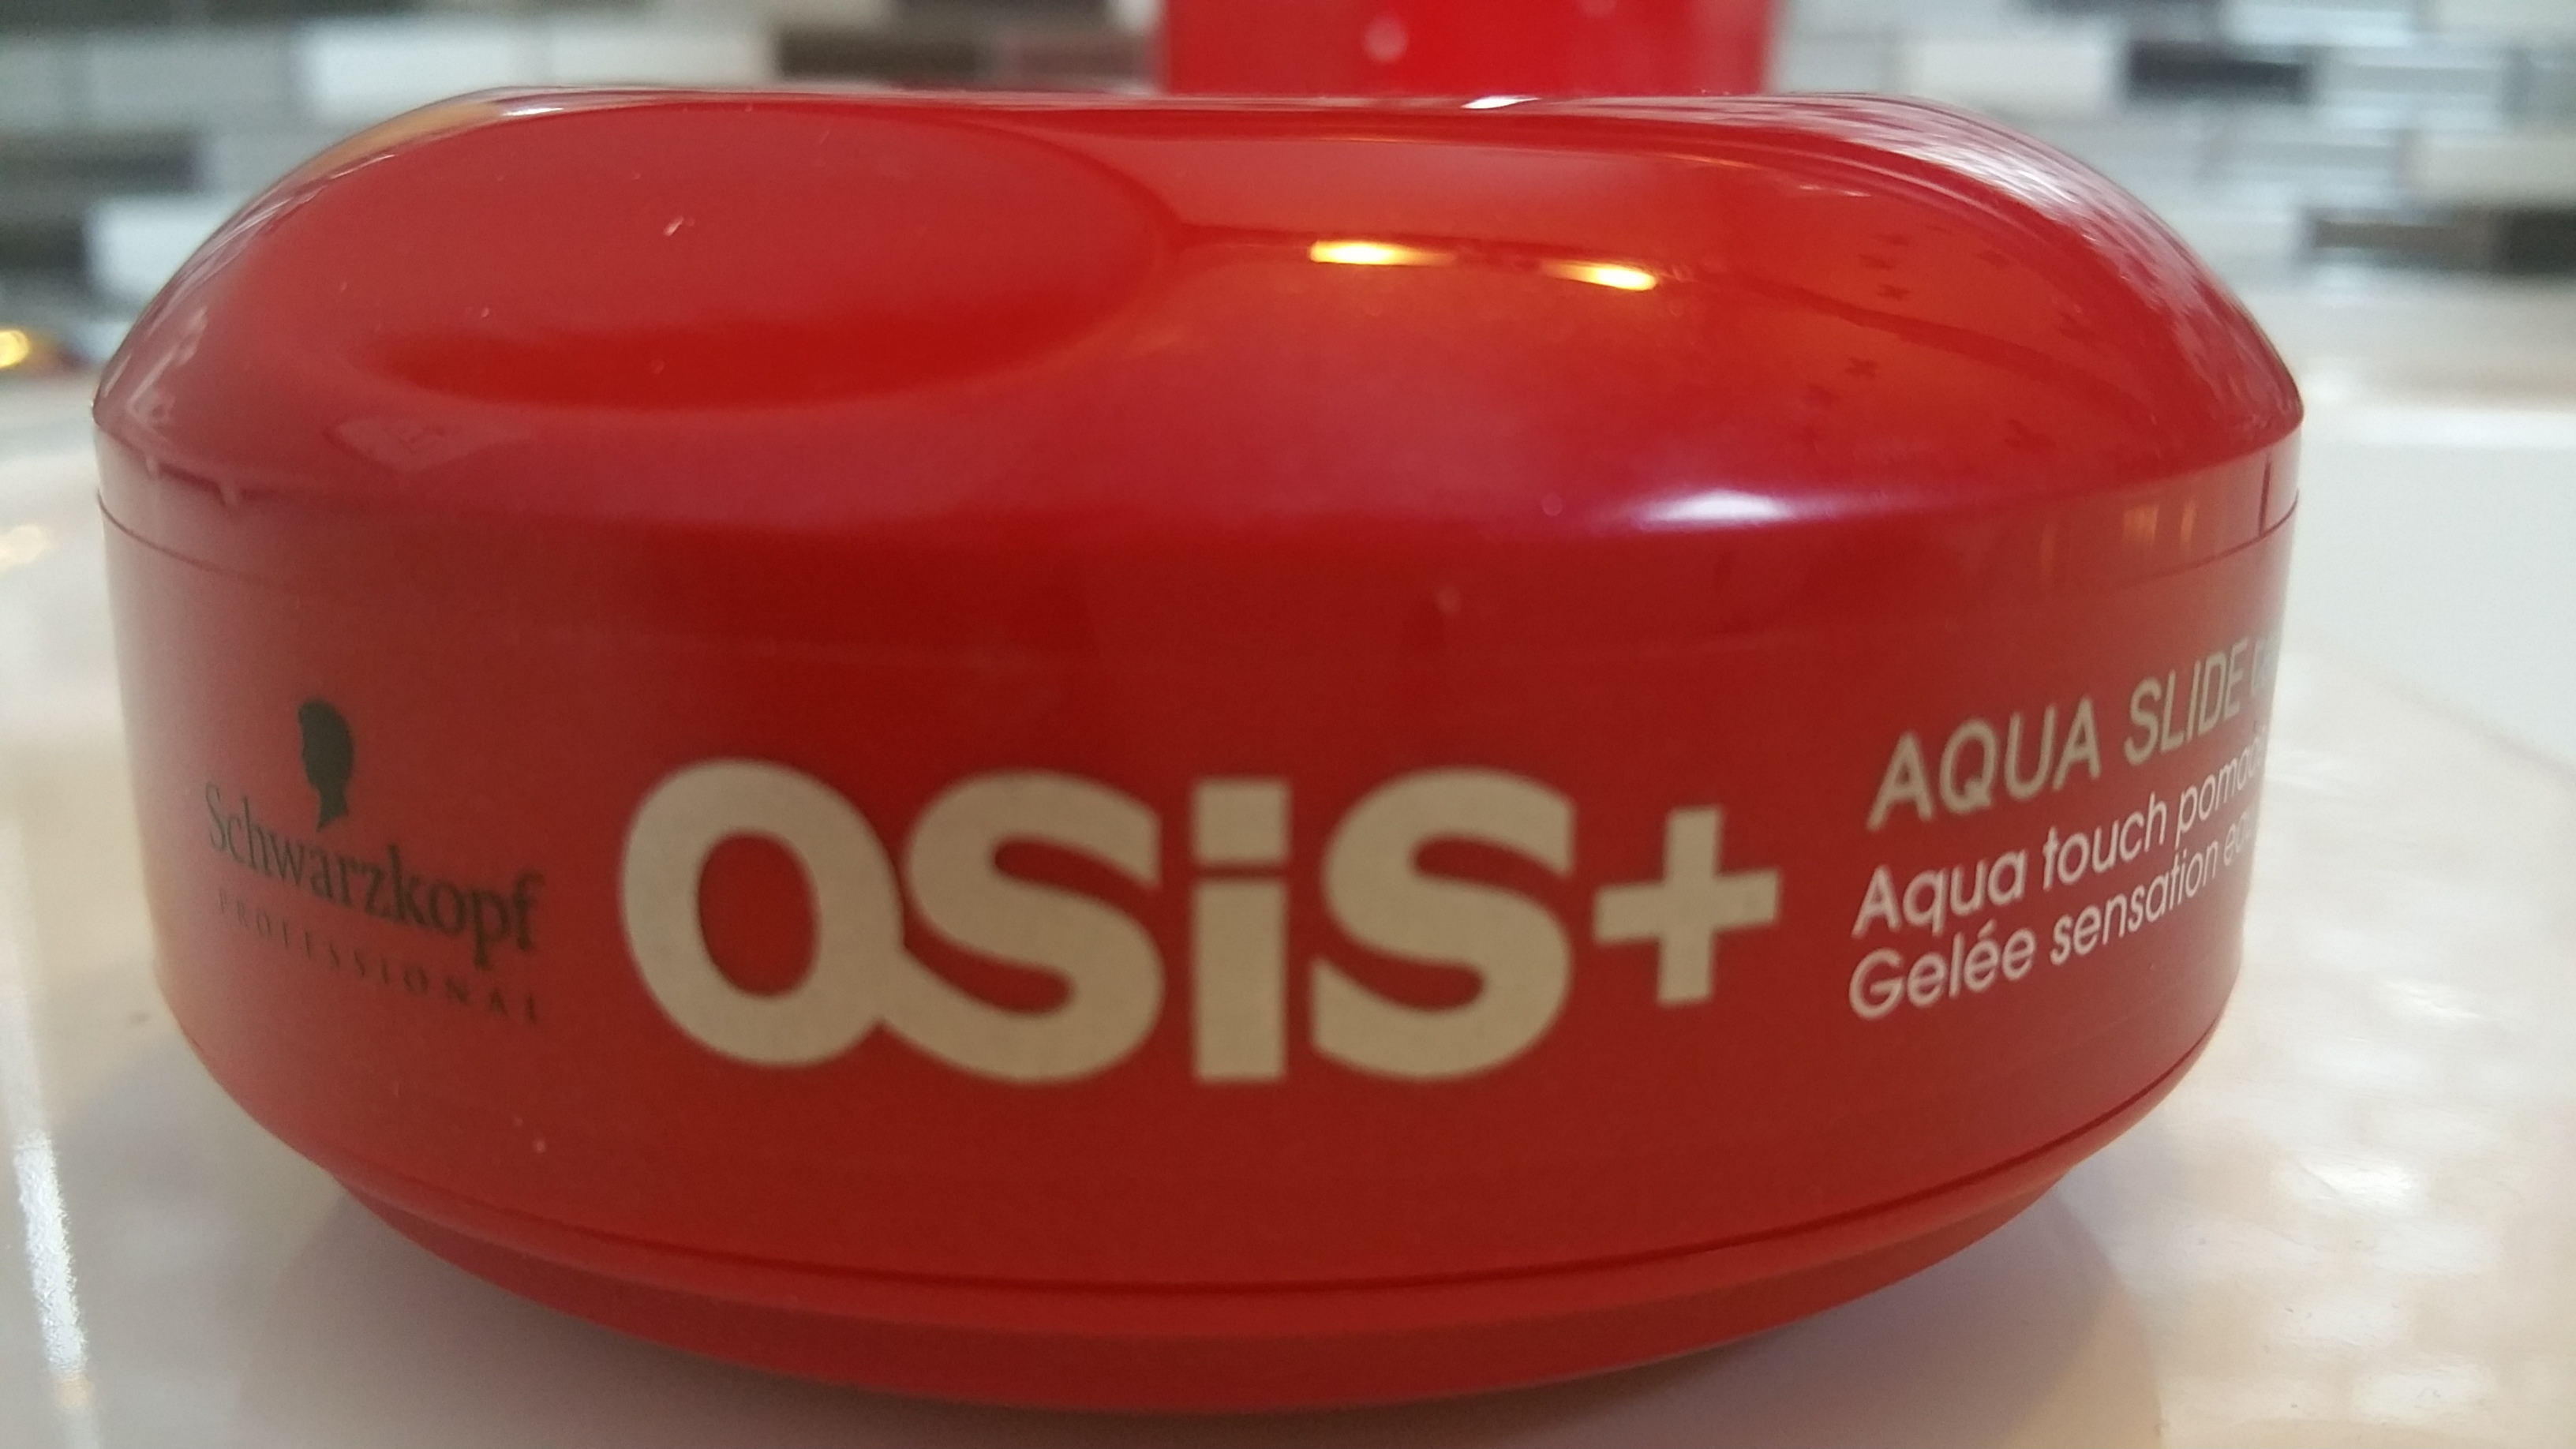 Schwarzkopf
PROFESSIONAL
OSiS+
AQUA SLIDE
Aqua touch
Gelée sensation